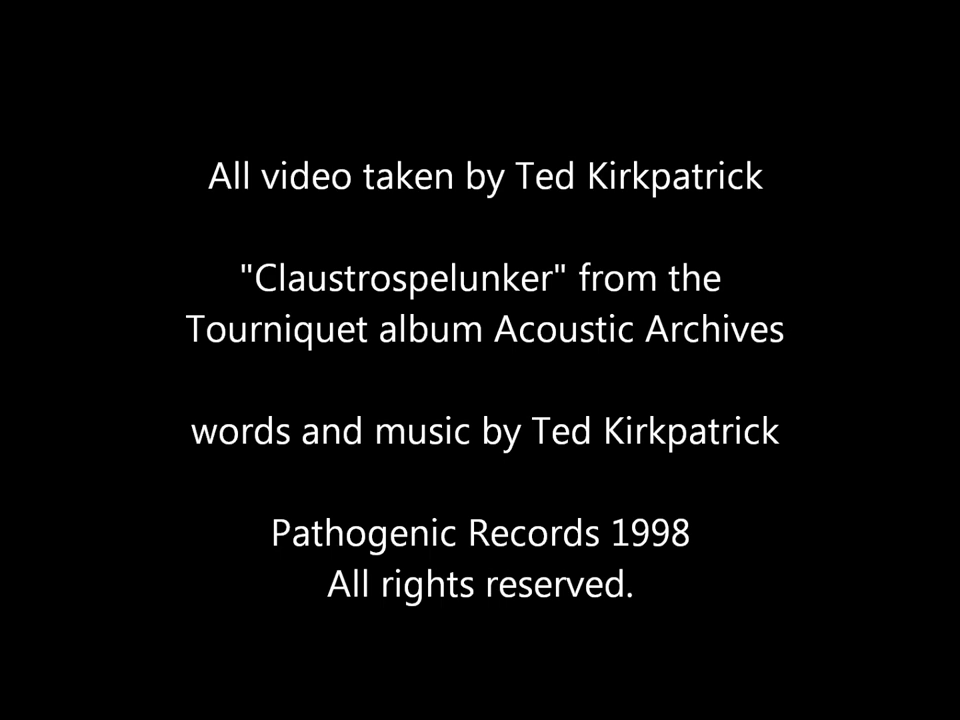 All video taken by Ted Kirkpatrick
"Claustrospelunker" from the
Tourniquet album Acoustic Archives
words and music by Ted Kirkpatrick
Pathogenic Records 1998
All rights reserved.